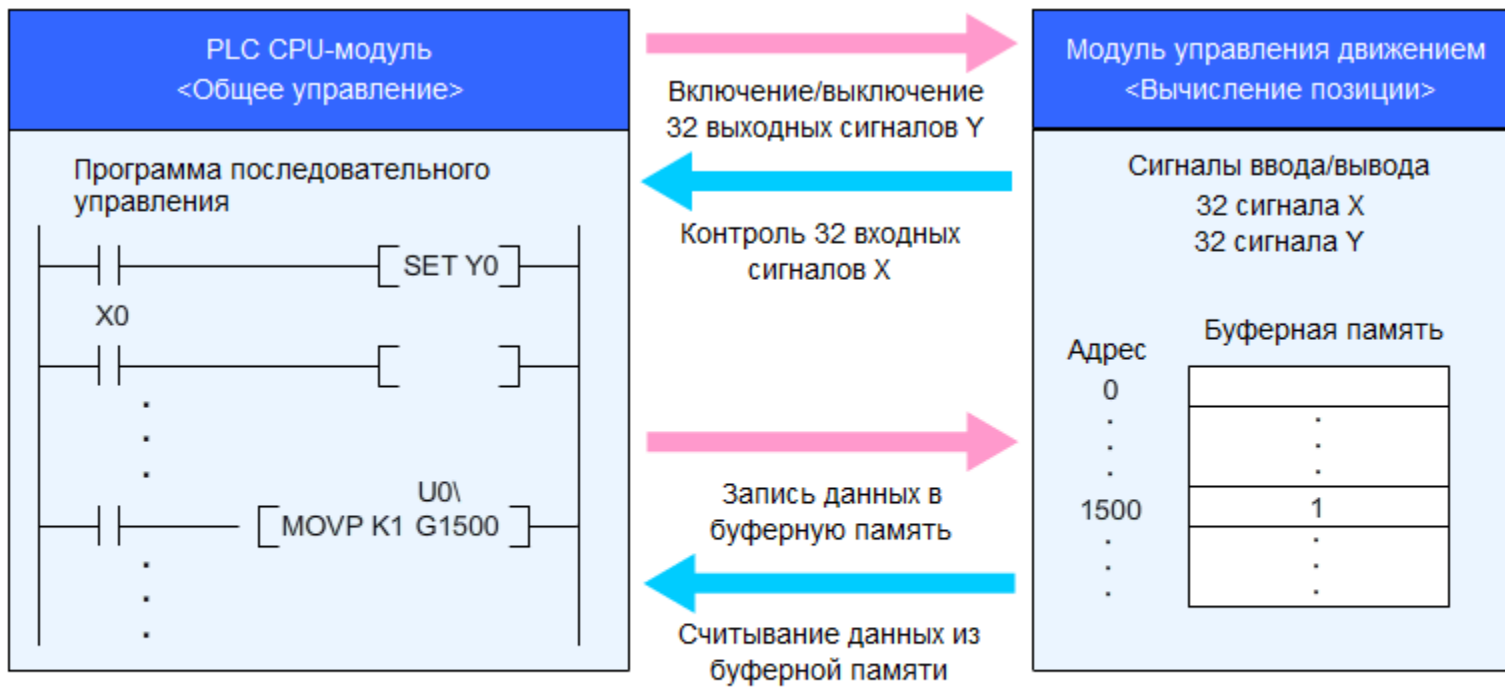 PLC CPU-модуль
<Общее управление>
Программа последовательного
управления
SET Y0
X0
U0\
MOVP K1 G1500
Включение/выключение
32 выходных сигналов Y
Контроль 32 входных
сигналов X
Запись данных в
буферную память
Считывание данных из
буферной памяти
Модуль управления движением
<Вычисление позиции>
Сигналы ввода/вывода
32 сигнала X
32 сигнала Y
Буферная память
Адрес
0
1500
1